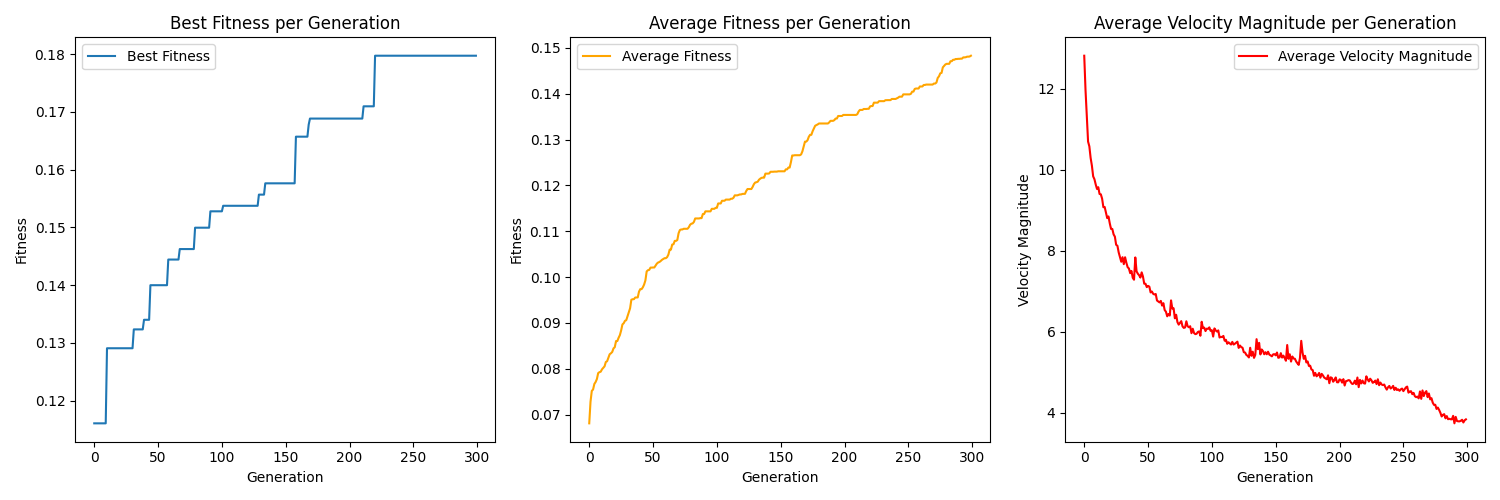 Best Fitness per Generation
Best Fitness
0.18
0.17
0.16
0.15
0.14
0.13
0.12
Fitness
0 50 100 150 200 250 300
Generation
Average Fitness per Generation
Average Fitness
0.15
0.14
0.13
0.12
0.11
0.10
0.09
0.08
0.07
Fitness
0 50 100 150 200 250 300
Generation
Average Velocity Magnitude per Generation
Average Velocity Magnitude
12
10
8
6
4
Velocity Magnitude
0 50 100 150 200 250 300
Generation